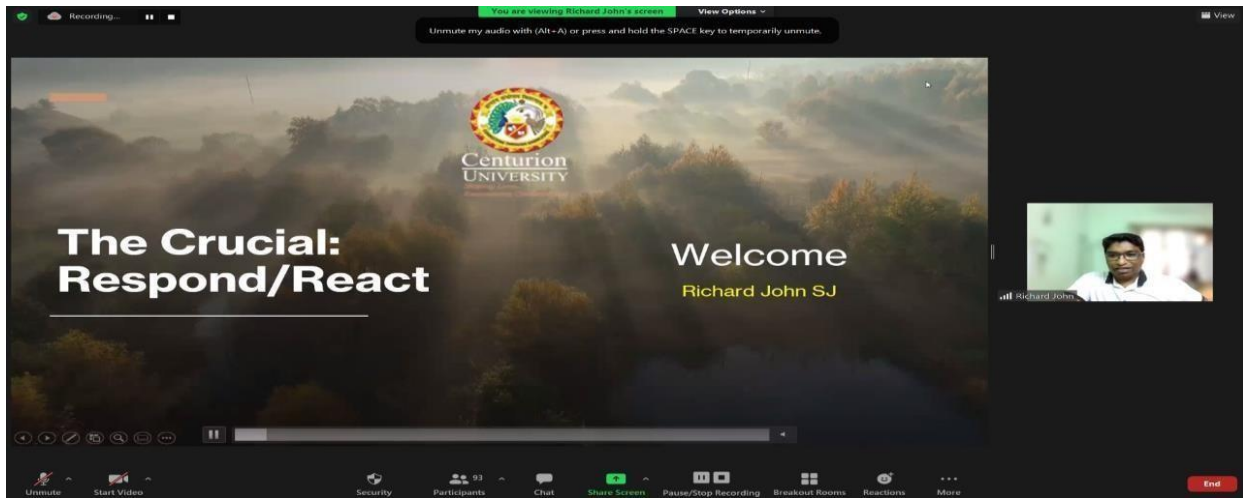 Recording...
You are viewing Richard John's screen
View Options
View
Unmute my audio with (Alt+A) or press and hold the SPACE key to temporarily unmute.
Centurion
UNIVERSITY
The Crucial:
Respond/React
Welcome
Richard John SJ
Richard John
Unmute
Start Video
Security
93
Participants
Chat
Share Screen
Pause/Stop Recording
Breakout Rooms
Reactions
More
End